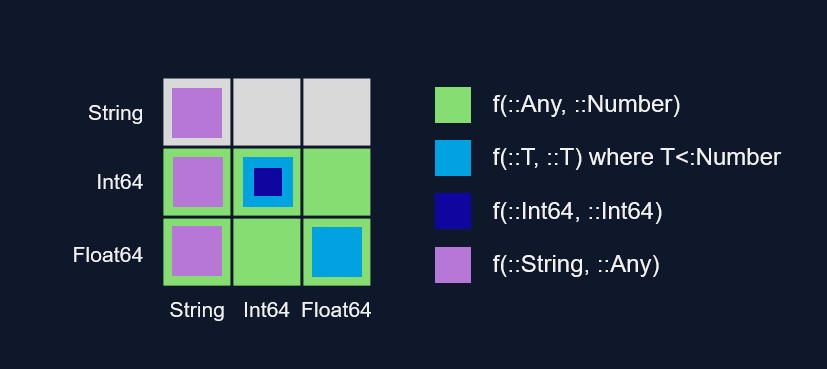 String
Int64
Float64
String Int64 Float64
f(::Any, ::Number)
f(::T, ::T) where T<:Number
f(::Int64, ::Int64)
f(::String, ::Any)